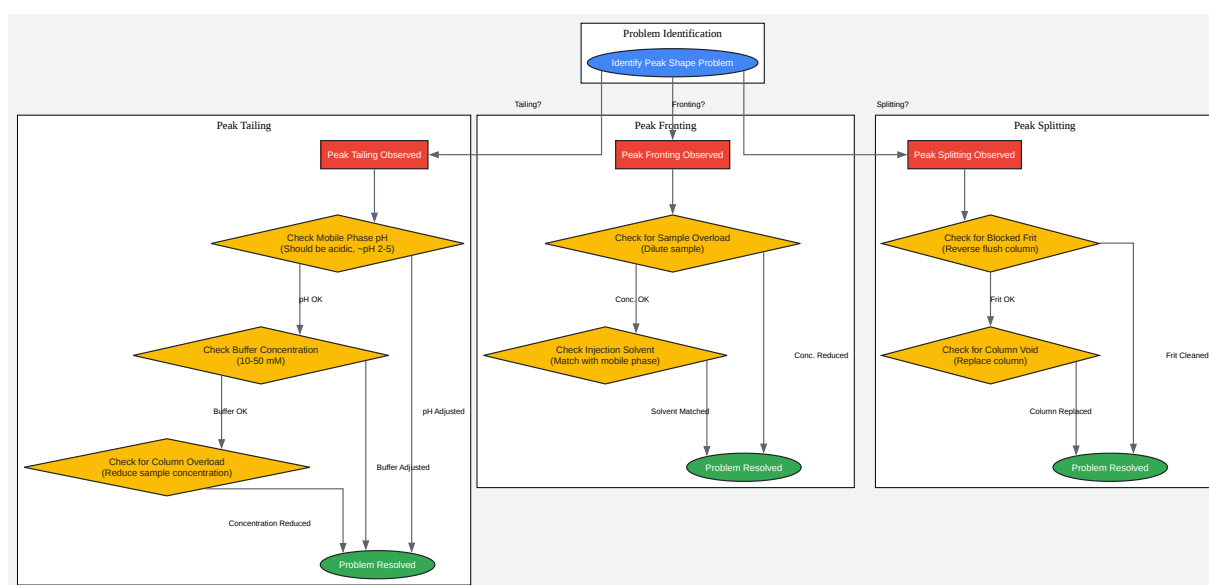 Problem Identification
Identify Peak Shape Problem
Tailing?
Fronting?
Splitting?
Peak Tailing
Peak Tailing Observed
Check Mobile Phase pH
(Should be acidic, ~pH 2-5)
pH OK
Check Buffer Concentration
(10-50 mM)
Buffer OK
pH Adjusted
Check for Column Overload
(Reduce sample concentration)
Buffer Adjusted
Concentration Reduced
Problem Resolved
Peak Fronting
Peak Fronting Observed
Check for Sample Overload
(Dilute sample)
Conc. OK
Check Injection Solvent
(Match with mobile phase)
Conc. Reduced
Solvent Matched
Problem Resolved
Peak Splitting
Peak Splitting Observed
Check for Blocked Frit
(Reverse flush column)
Frit OK
Check for Column Void
(Replace column)
Frit Cleaned
Column Replaced
Problem Resolved